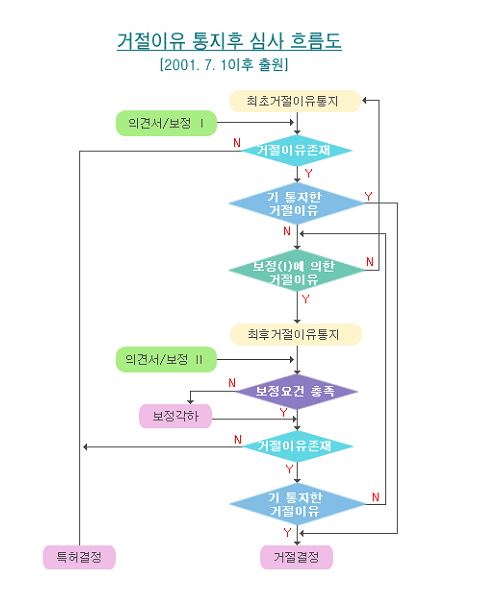 거절이유 통지후 심사 흐름도
[2001. 7. 1이후 출원]
최초거절이유통지
의견서/보정 Ⅰ
N
거절이유존재
Y
기 통지한
거절이유
Y
N
보정(I)에 의한
거절이유
N
Y
최후거절이유통지
의견서/보정 Ⅱ
N
보정요건 충족
보정각하
Y
N
거절이유존재
Y
기 통지한
거절이유
N
Y
특허결정
거절결정